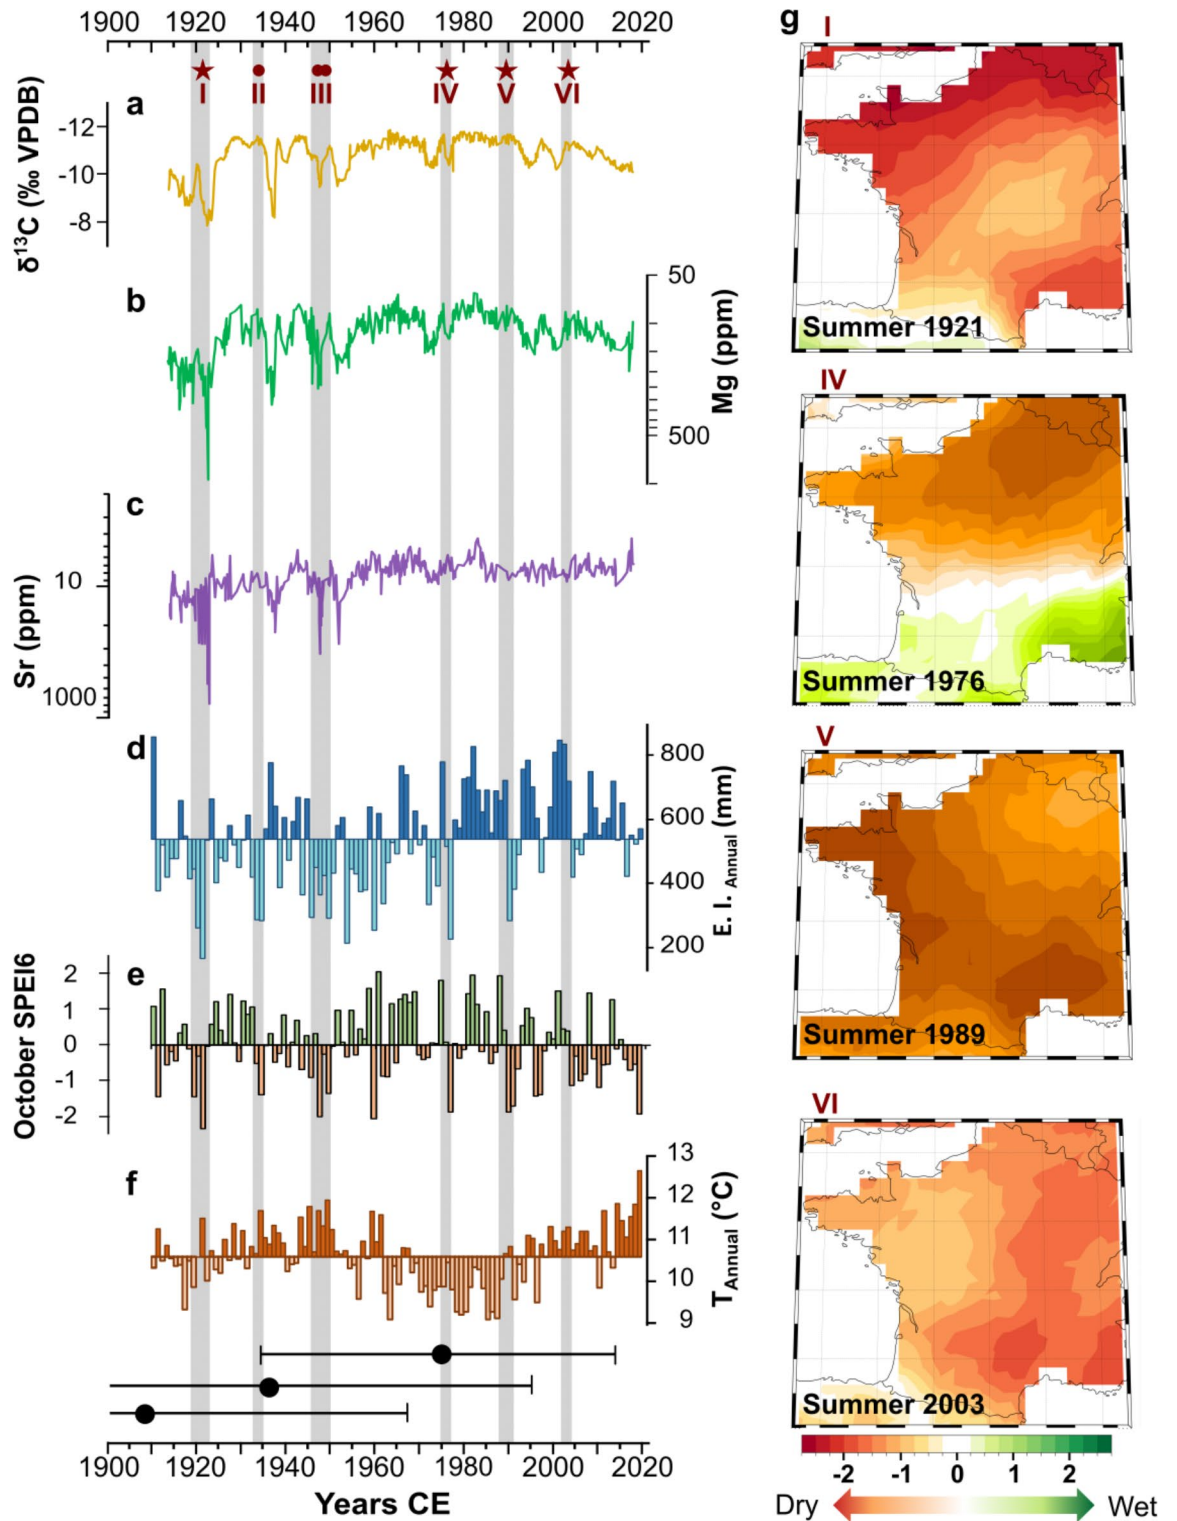 1900 1920 1940 1960 1980 2000 2020
I II III IV V VI
a
δ¹³C (‰ VPDB)
-12
-10
-8
b
Mg (ppm)
50
500
c
Sr (ppm)
10
1000
d
E. I. Annual (mm)
800
600
400
200
e
October SPEI6
2
1
0
-1
-2
f
TAnnual (°C)
13
12
11
10
9
1900 1920 1940 1960 1980 2000 2020
Years CE
g
I
Summer 1921
IV
Summer 1976
V
Summer 1989
VI
Summer 2003
-2 -1 0 1 2
Dry Wet